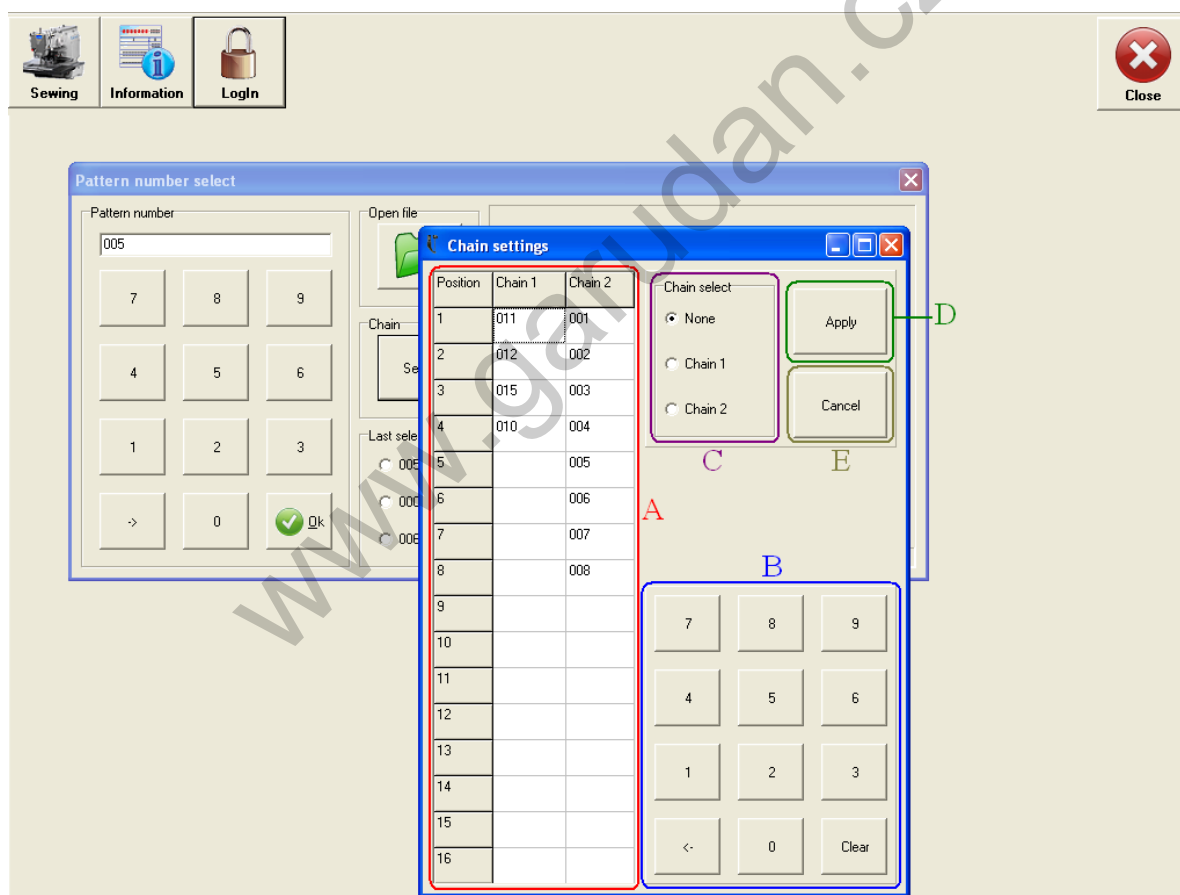 Sewing
Information
LogIn
Close
Pattern number select
Pattern number
005
7 8 9
4 5 6
1 2 3
-> 0 Ok
Open file
Chain
Se
Last sele
005
000
006
Chain settings
Position Chain 1 Chain 2
1 011 001
2 012 002
3 015 003
4 010 004
5 005
6 006
7 007
8 008
9
10
11
12
13
14
15
16
A
Chain select
None
Chain 1
Chain 2
C
Apply
D
Cancel
E
B
7 8 9
4 5 6
1 2 3
<- 0 Clear
www.garudan.cz